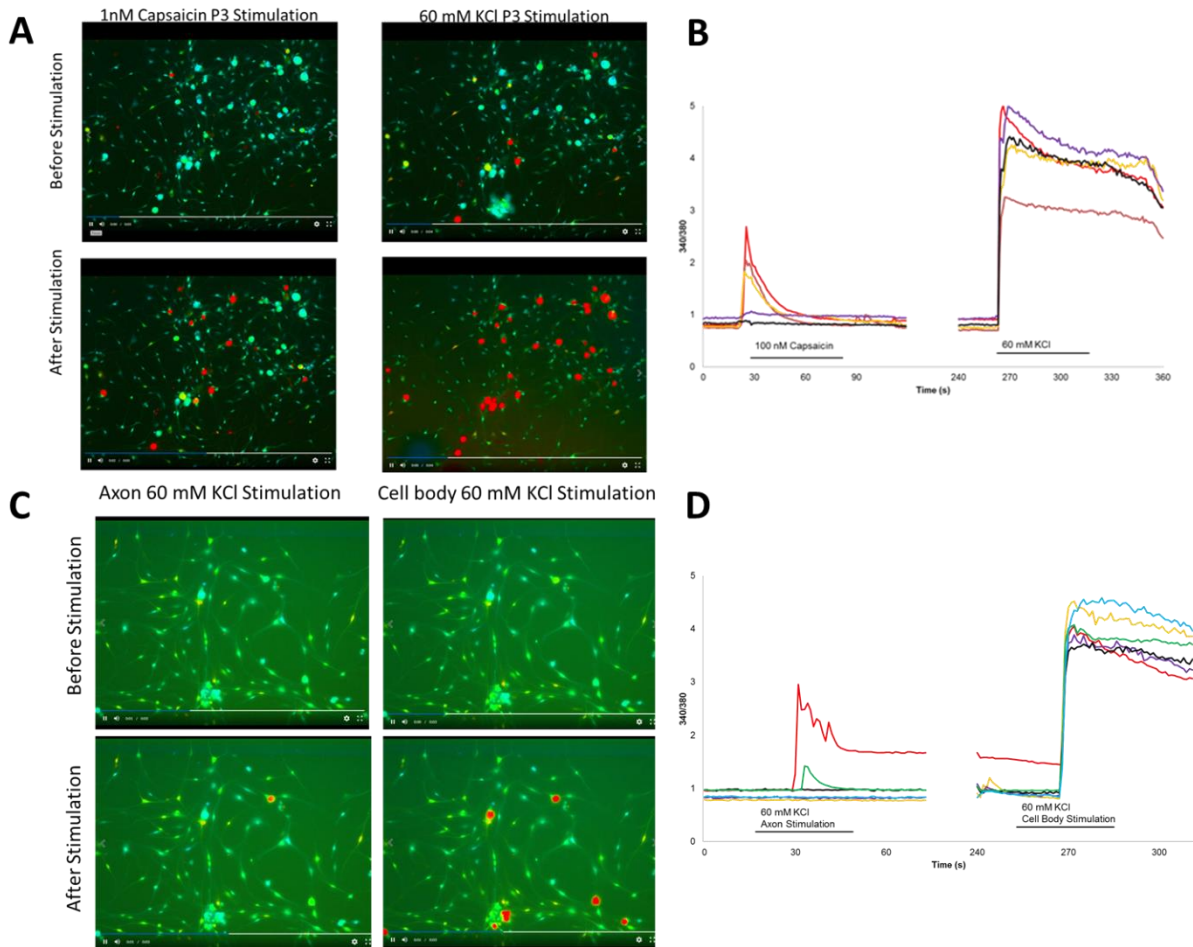 A
1nM Capsaicin P3 Stimulation
60 mM KCl P3 Stimulation
Before Stimulation
After Stimulation
B
340/380
5
4
3
2
1
0
100 nM Capsaicin
60 mM KCl
0
30
60
90
240
270
300
330
360
Time (s)
C
Axon 60 mM KCl Stimulation
Cell body 60 mM KCl Stimulation
Before Stimulation
After Stimulation
D
340/380
5
4
3
2
1
0
60 mM KCl
Axon Stimulation
60 mM KCl
Cell Body Stimulation
0
30
60
240
270
300
Time (s)